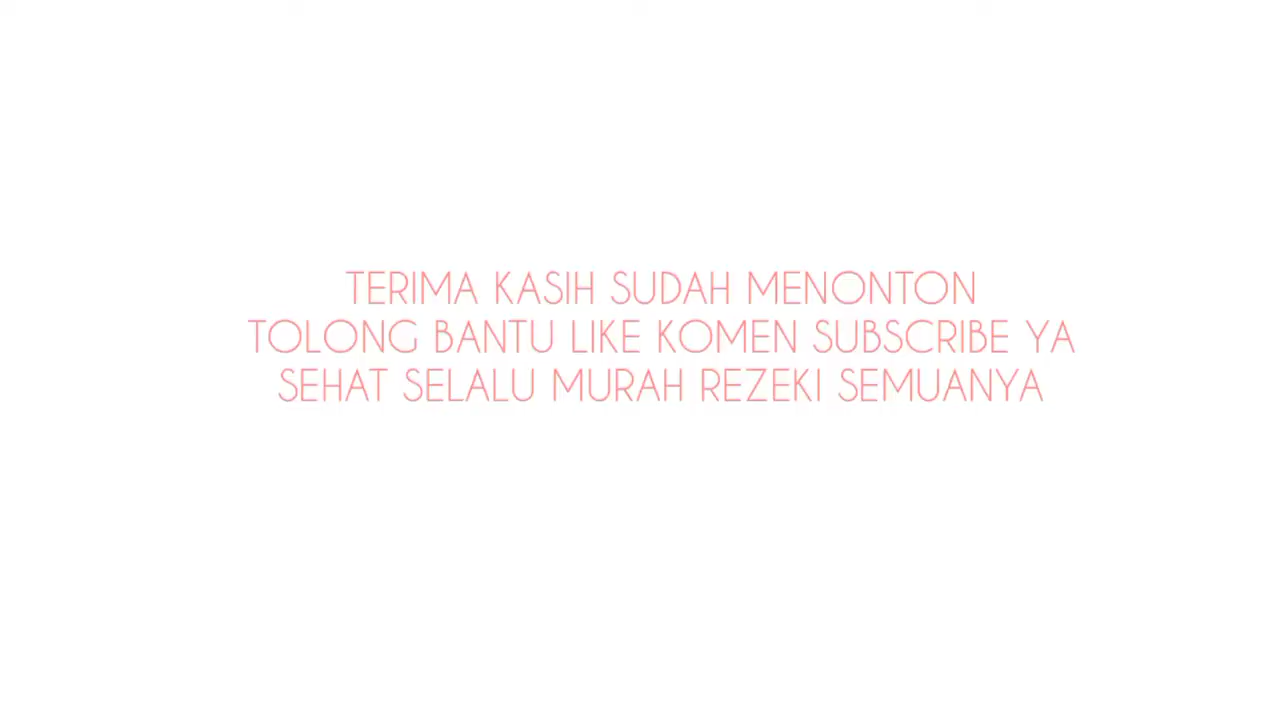 TERIMA KASIH SUDAH MENONTON
TOLONG BANTU LIKE KOMEN SUBSCRIBE YA
SEHAT SELALU MURAH REZEKI SEMUANYA